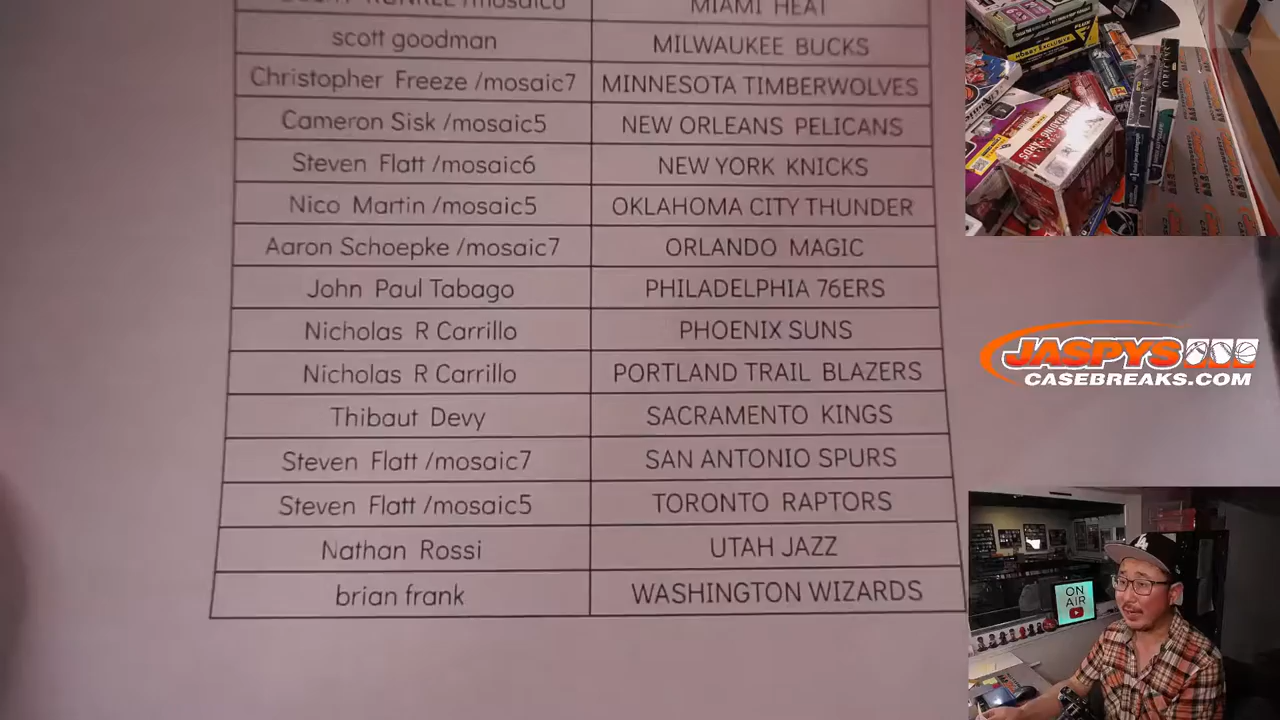 MIAMI HEAT
scott goodman MILWAUKEE BUCKS
Christopher Freeze /mosaic7 MINNESOTA TIMBERWOLVES
Cameron Sisk /mosaic5 NEW ORLEANS PELICANS
Steven Flatt /mosaic6 NEW YORK KNICKS
Nico Martin /mosaic5 OKLAHOMA CITY THUNDER
Aaron Schoepke /mosaic7 ORLANDO MAGIC
John Paul Tabago PHILADELPHIA 76ERS
Nicholas R Carrillo PHOENIX SUNS
Nicholas R Carrillo PORTLAND TRAIL BLAZERS
Thibaut Devy SACRAMENTO KINGS
Steven Flatt /mosaic7 SAN ANTONIO SPURS
Steven Flatt /mosaic5 TORONTO RAPTORS
Nathan Rossi UTAH JAZZ
brian frank WASHINGTON WIZARDS
JASPYS
CASEBREAKS.COM
ON
AIR